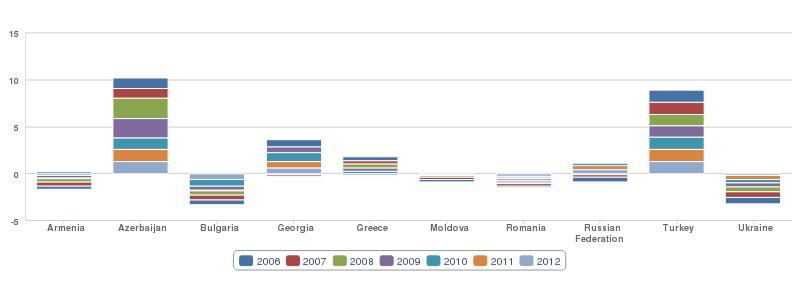 15
10
5
0
-5
Armenia Azerbaijan Bulgaria Georgia Greece Moldova Romania Russian Federation Turkey Ukraine
2006 2007 2008 2009 2010 2011 2012